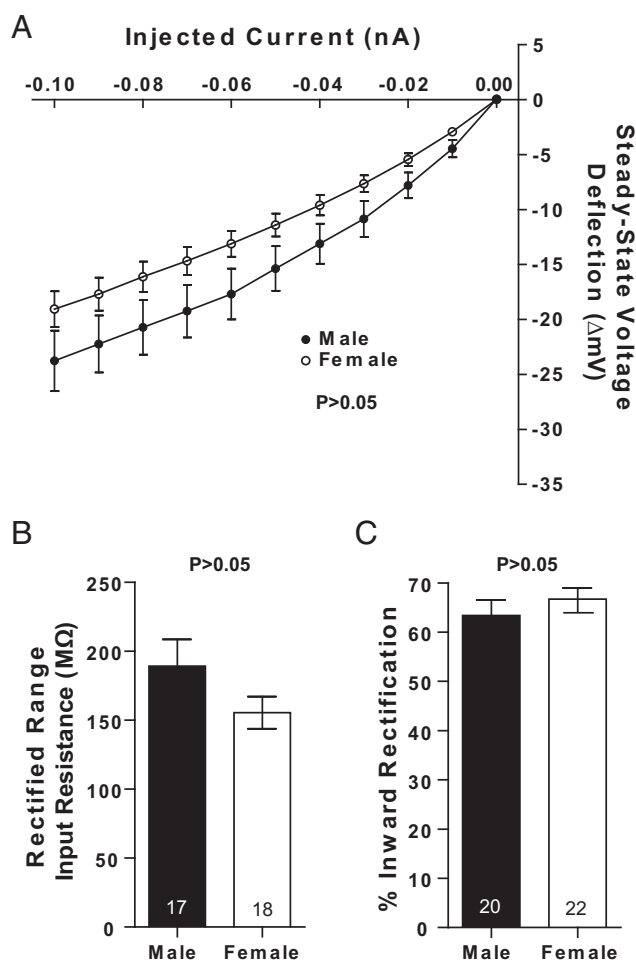 A
Injected Current (nA)
-0.10 -0.08 -0.06 -0.04 -0.02 0.00
5
0
-5
-10
-15
-20
-25
-30
-35
Steady-State Voltage
Deflection (ΔmV)
Male
Female
P>0.05
B
P>0.05
Rectified Range
Input Resistance (MΩ)
250
200
150
100
50
0
17 18
Male Female
C
P>0.05
% Inward Rectification
70
60
50
40
30
20
10
0
20 22
Male Female